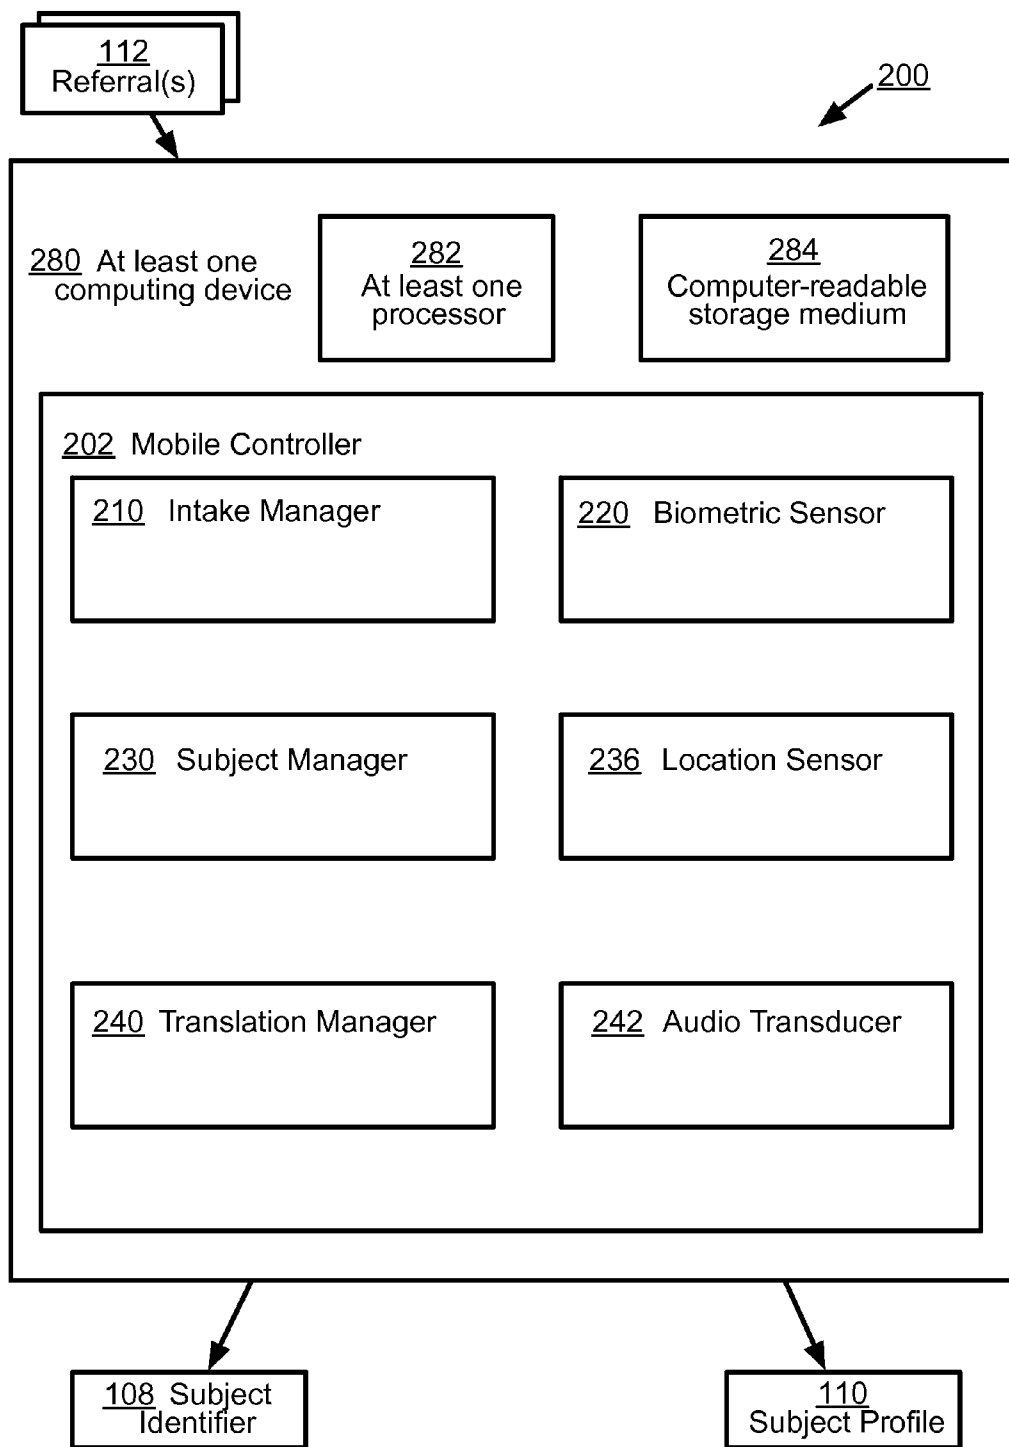 112
Referral(s)
200
280 At least one
computing device
282
At least one
processor
284
Computer-readable
storage medium
202 Mobile Controller
210 Intake Manager
220 Biometric Sensor
230 Subject Manager
236 Location Sensor
240 Translation Manager
242 Audio Transducer
108 Subject
Identifier
110
Subject Profile